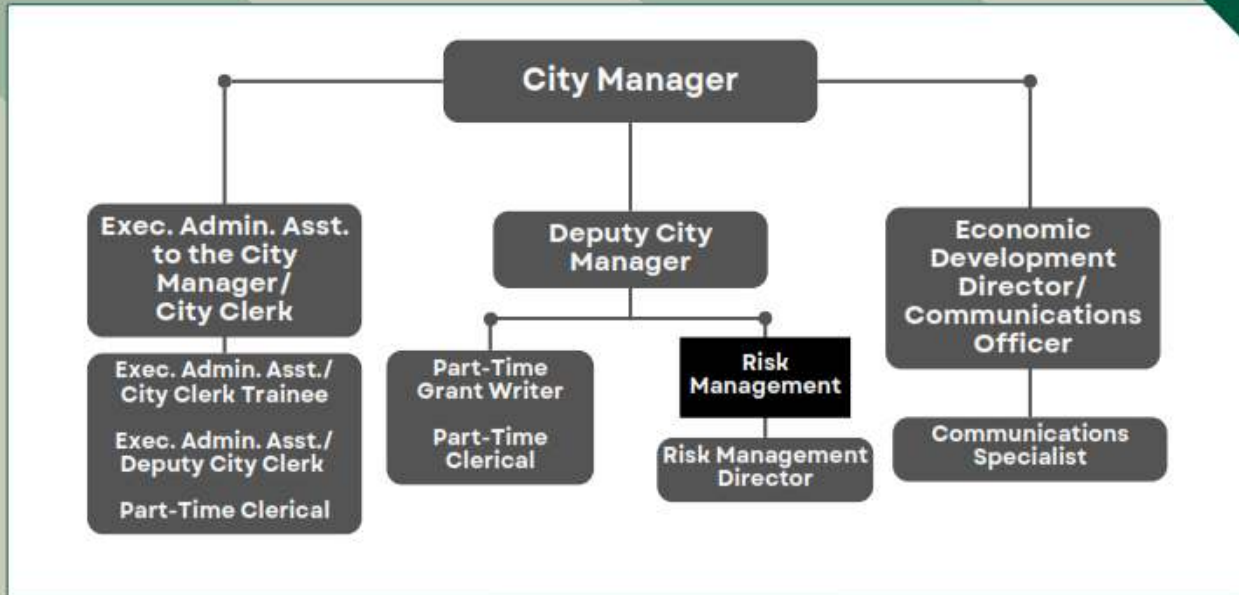 City Manager
Exec. Admin. Asst.
to the City
Manager/
City Clerk
Exec. Admin. Asst./
City Clerk Trainee
Exec. Admin. Asst./
Deputy City Clerk
Part-Time Clerical
Deputy City
Manager
Part-Time
Grant Writer
Part-Time
Clerical
Risk
Management
Risk Management
Director
Economic
Development
Director/
Communications
Officer
Communications
Specialist